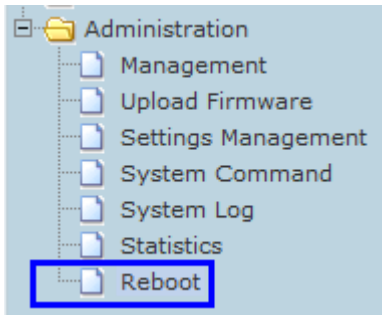 Administration
Management
Upload Firmware
Settings Management
System Command
System Log
Statistics
Reboot